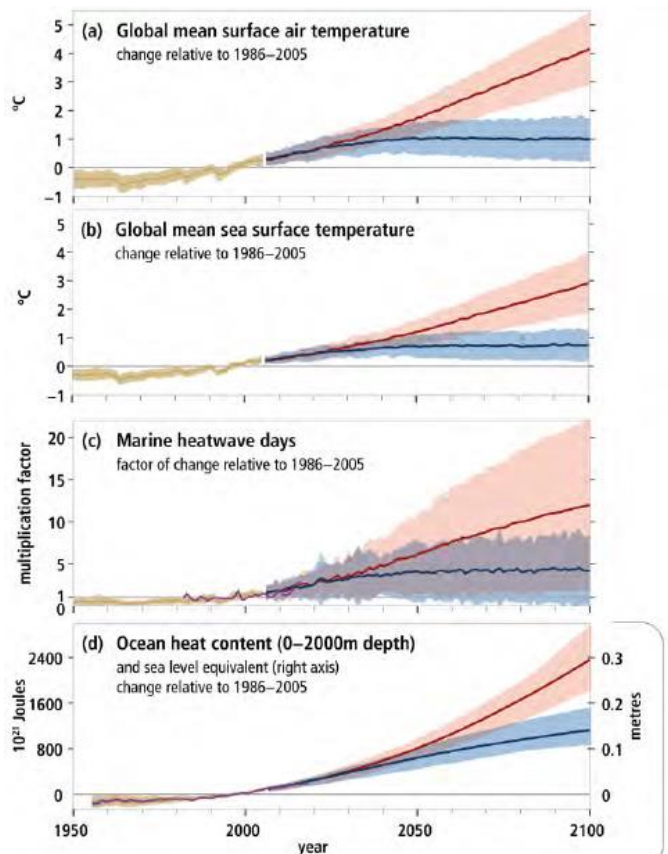 (a) Global mean surface air temperature
change relative to 1986–2005
5
4
3
2
1
0
−1
°C
(b) Global mean sea surface temperature
change relative to 1986–2005
5
4
3
2
1
0
−1
°C
(c) Marine heatwave days
factor of change relative to 1986–2005
20
15
10
5
1
0
multiplication factor
(d) Ocean heat content (0–2000m depth)
and sea level equivalent (right axis)
change relative to 1986–2005
2400
1600
800
0
10²¹ Joules
0.3
0.2
0.1
0
metres
1950 2000 2050 2100
year